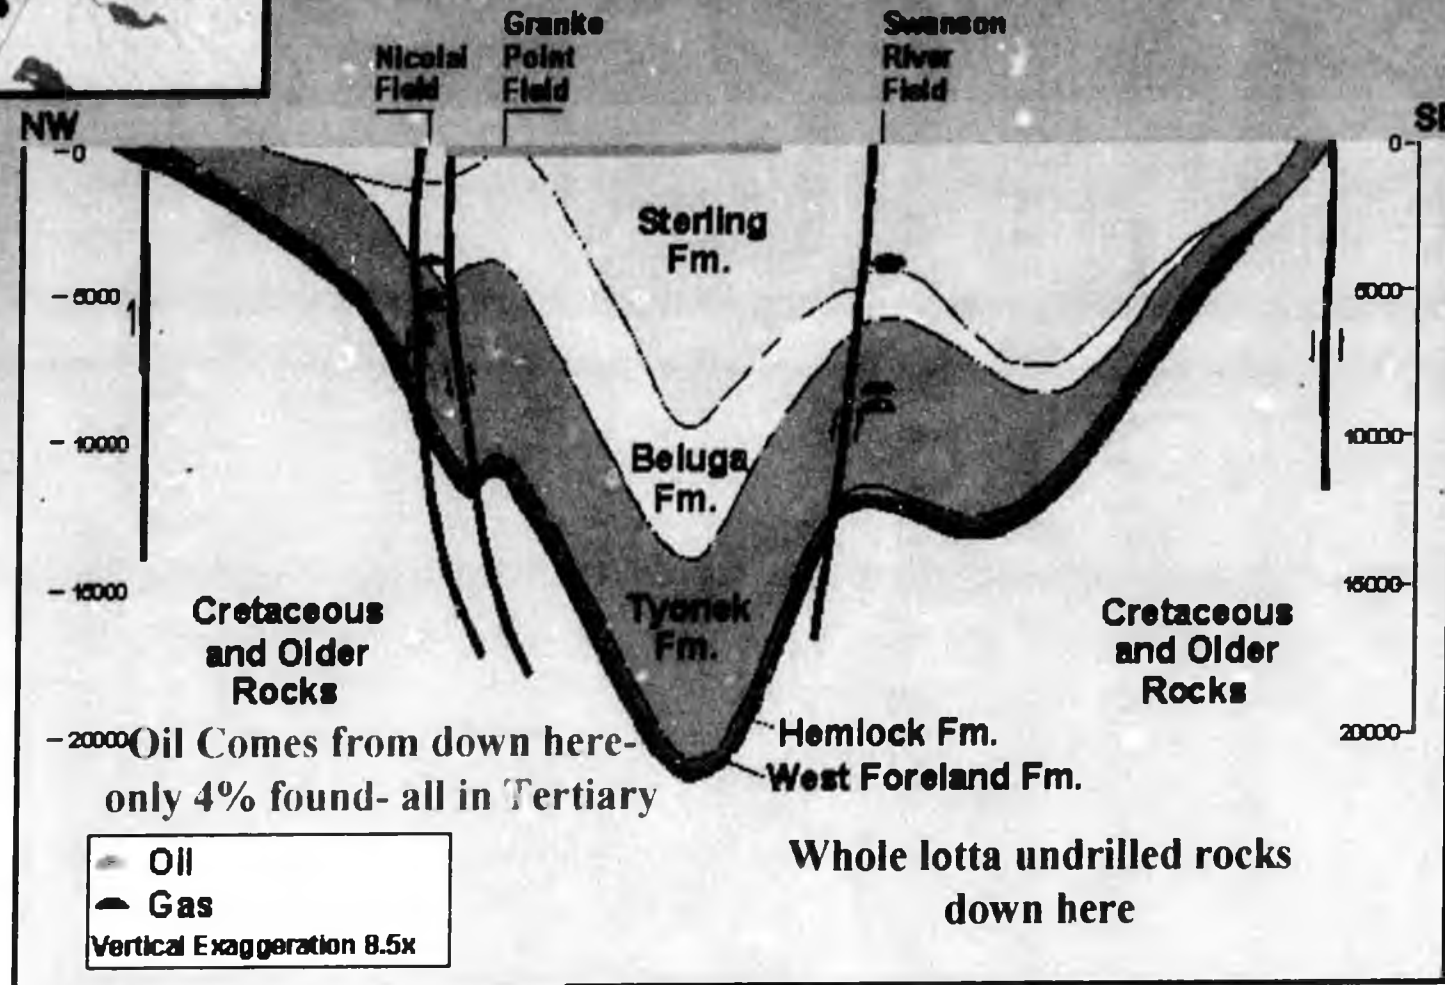 Nicolai
Field
Granite
Point
Field
Swanson
River
Field
NW
0
0
5000
5000
10000
10000
15000
15000
20000
20000
Sterling
Fm.
Beluga
Fm.
Tyonek
Fm.
Cretaceous
and Older
Rocks
Cretaceous
and Older
Rocks
Hemlock Fm.
West Foreland Fm.
Oil Comes from down here-
only 4% found- all in Tertiary
Whole lotta undrilled rocks
down here
Oil
Gas
Vertical Exaggeration 8.5x